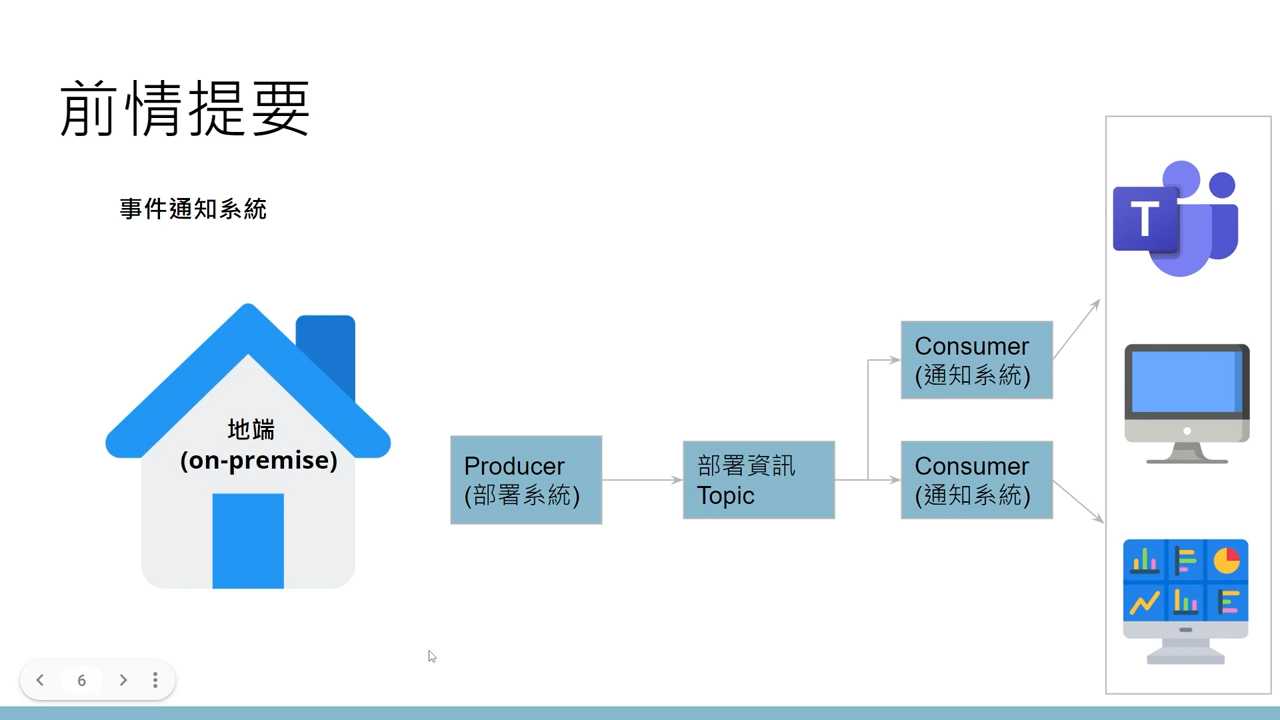 前情提要
事件通知系統
地端
(on-premise)
Producer
(部署系統)
部署資訊
Topic
Consumer
(通知系統)
Consumer
(通知系統)
T
6